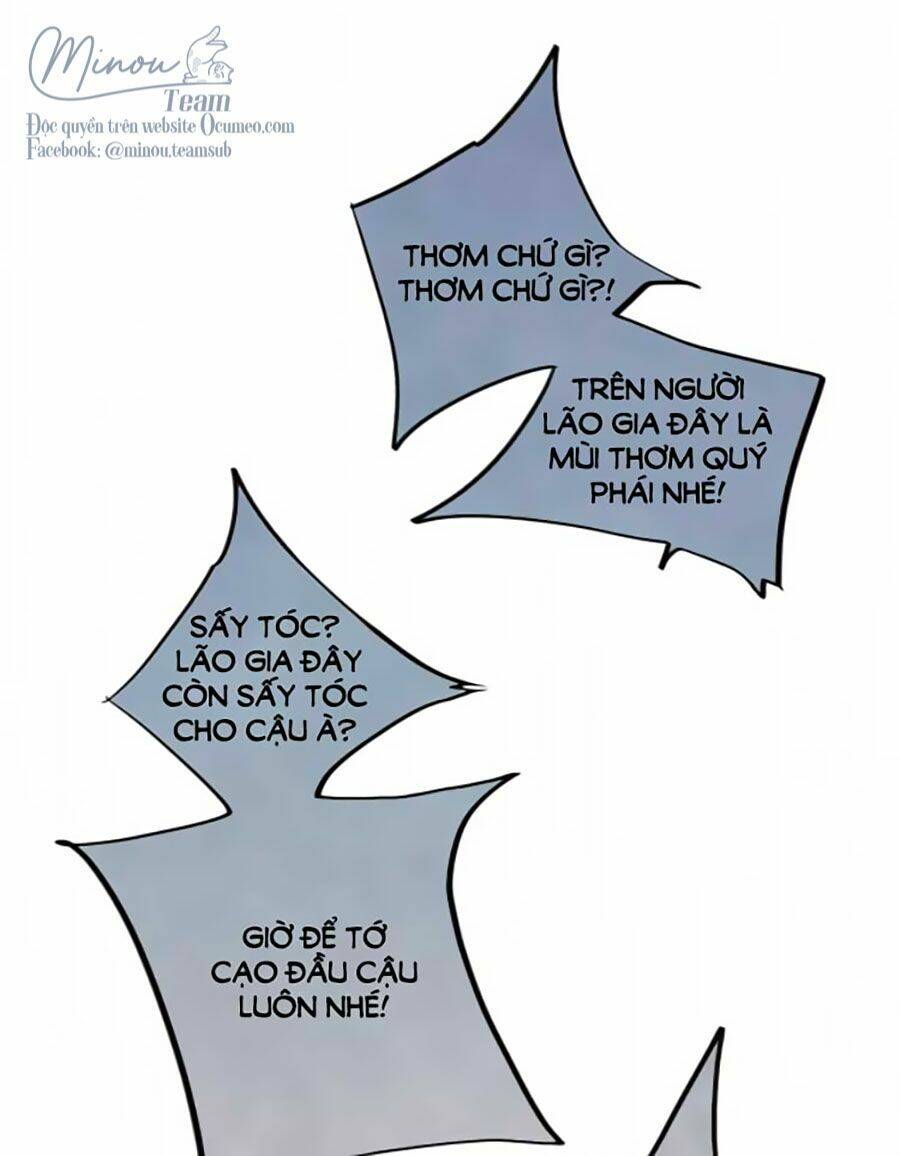 Minou
Team
Độc quyền trên website Ocumeo.com
Facebook: @minou.teamsub
THƠM CHỨ GÌ?
THƠM CHỨ GÌ?!
TRÊN NGƯỜI
LÃO GIA ĐÂY LÀ
MÙI THƠM QUÝ
PHÁI NHÉ!
SẤY TÓC?
LÃO GIA ĐÂY
CÒN SẤY TÓC
CHO CẬU À?
GIỜ ĐỂ TỚ
CẠO ĐẦU CẬU
LUÔN NHÉ!